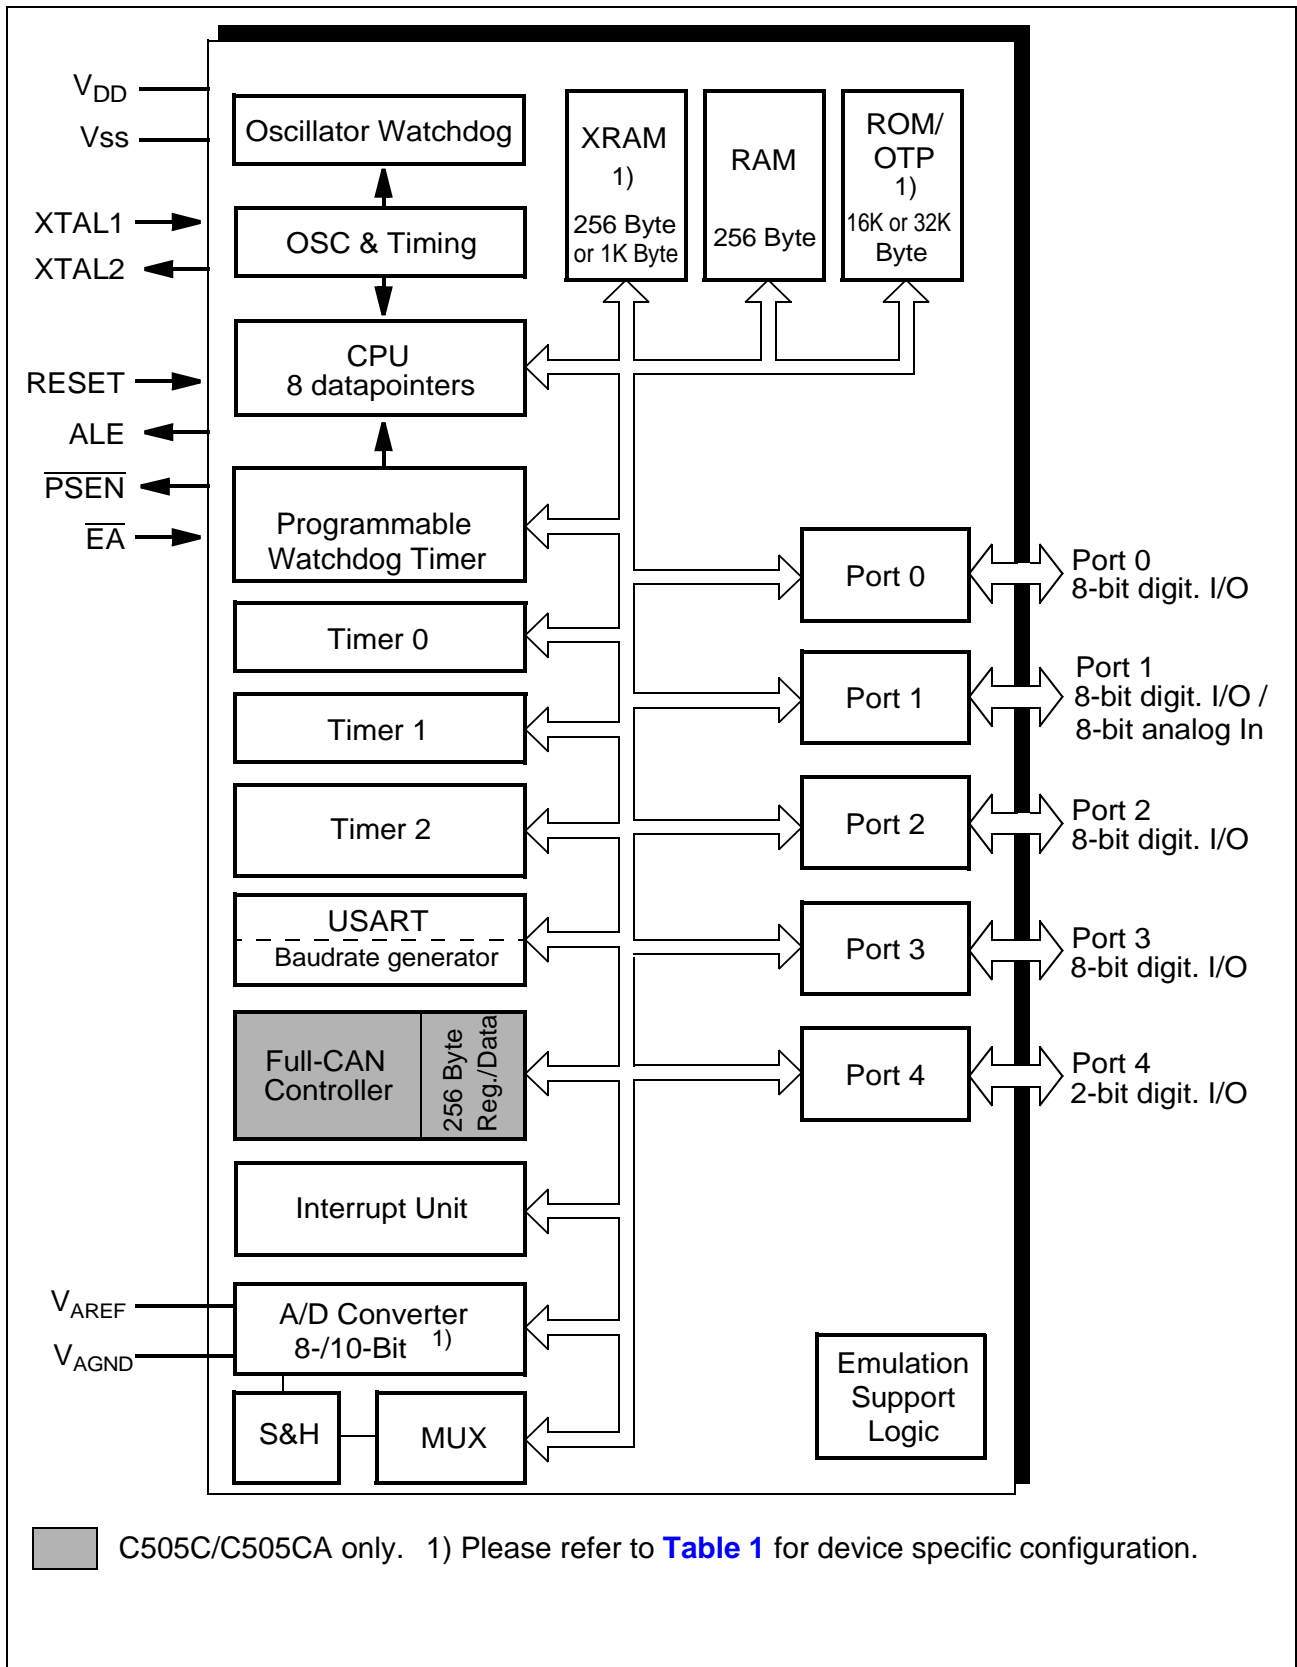 VDD
Vss
XTAL1
XTAL2
RESET
ALE
PSEN
EA
VAREF
VAGND
Oscillator Watchdog
OSC & Timing
CPU
8 datapointers
Programmable
Watchdog Timer
Timer 0
Timer 1
Timer 2
USART
Baudrate generator
Full-CAN
Controller
256 Byte
Reg./Data
Interrupt Unit
A/D Converter
8-/10-Bit 1)
S&H
MUX
XRAM
1)
256 Byte
or 1K Byte
RAM
256 Byte
ROM/
OTP
1)
16K or 32K
Byte
Port 0
Port 1
Port 2
Port 3
Port 4
Port 0
8-bit digit. I/O
Port 1
8-bit digit. I/O /
8-bit analog In
Port 2
8-bit digit. I/O
Port 3
8-bit digit. I/O
Port 4
2-bit digit. I/O
Emulation
Support
Logic
C505C/C505CA only. 1) Please refer to Table 1 for device specific configuration.